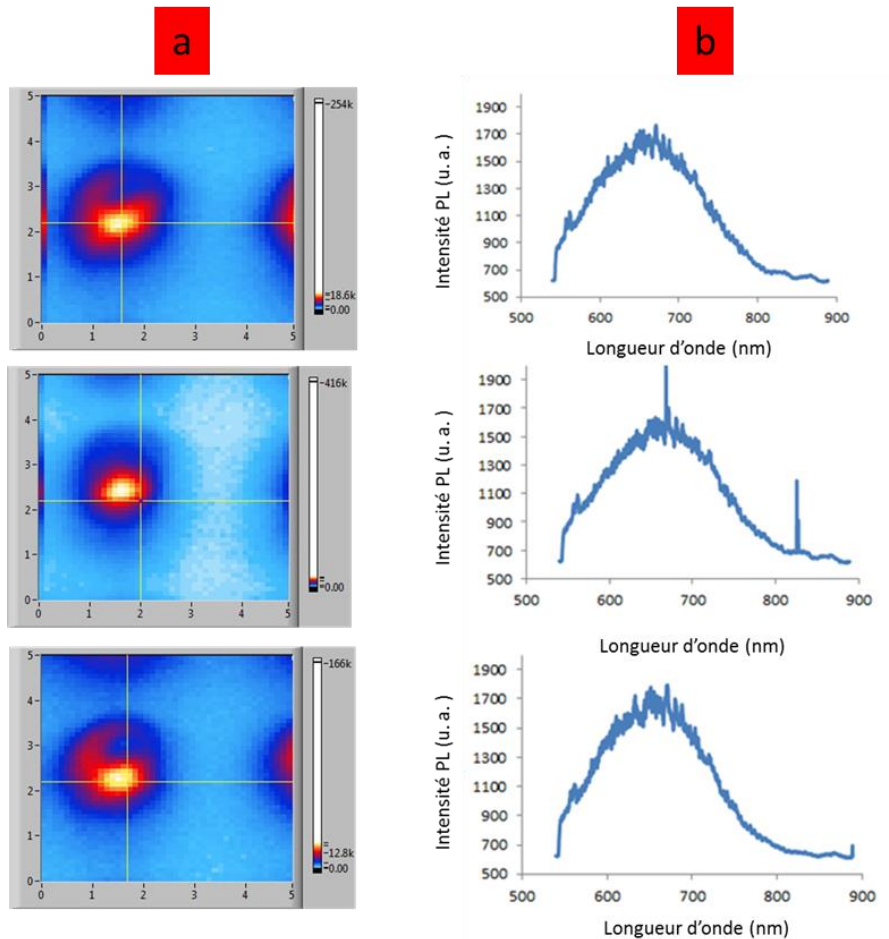 a
b
5
4
3
2
1
0
0 1 2 3 4 5
254k
18.6k
0.00
Intensité PL (u. a. )
1900
1700
1500
1300
1100
900
700
500
500 600 700 800 900
Longueur d'onde (nm)
5
4
3
2
1
0
0 1 2 3 4 5
416k
0.00
Intensité PL (u. a. )
1900
1700
1500
1300
1100
900
700
500
500 600 700 800 900
Longueur d'onde (nm)
5
4
3
2
1
0
0 1 2 3 4 5
166k
12.8k
0.00
Intensité PL (u. a. )
1900
1700
1500
1300
1100
900
700
500
500 600 700 800 900
Longueur d'onde (nm)